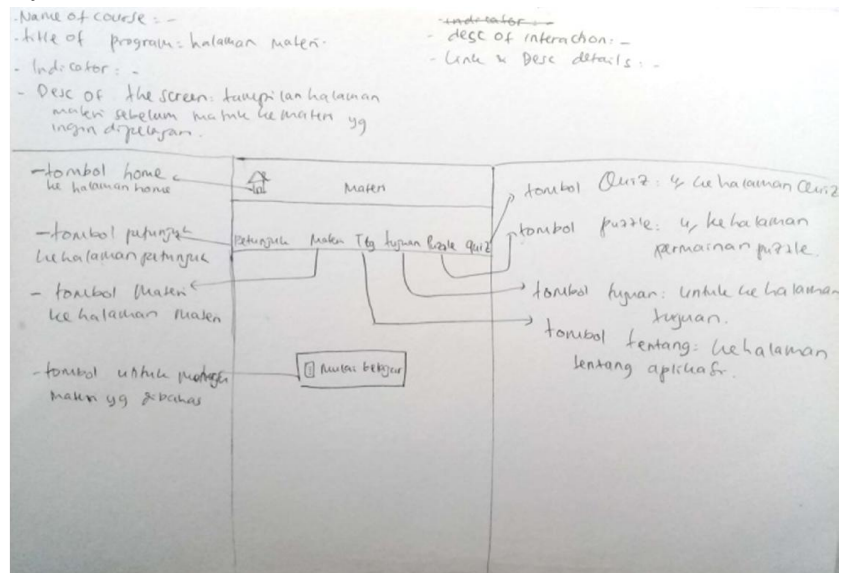 - Name of course : -
- title of program : halaman materi.
- Indicator : -
- Desc of the screen : tampilan halaman
materi sebelum masuk ke materi yg
ingin dipelajari.
- indicator : -
- desc of interaction : -
- Link & Desc details : -
- tombol home
ke halaman home
- tombol petunjuk
ke halaman petunjuk
- tombol Materi
ke halaman materi
- tombol untuk
materi yg dibahas
Materi
Petunjuk Materi Ttg tujuan Puzzle Quiz
Mulai belajar
tombol Quiz : u/ ke halaman Quiz
tombol puzzle : u/ ke halaman
permainan puzzle.
tombol tujuan : untuk ke halaman
tujuan.
tombol tentang : ke halaman
tentang aplikasi.